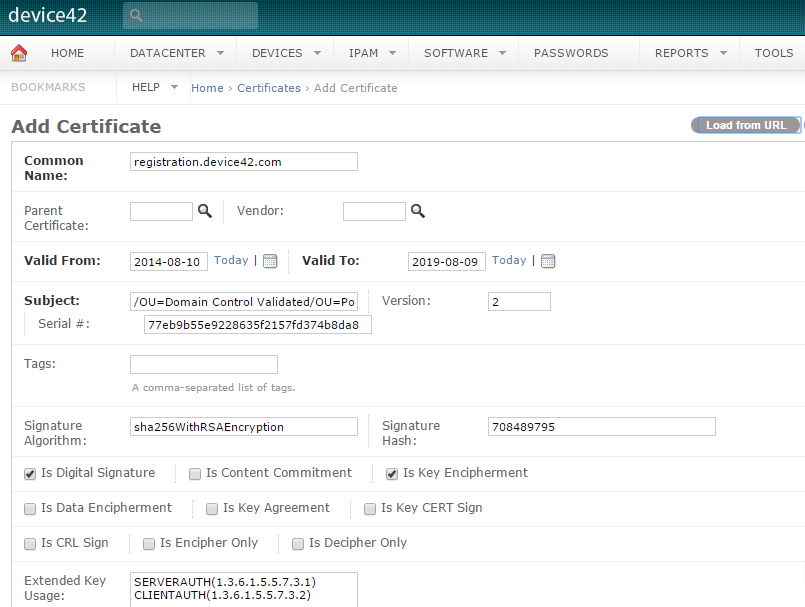 device42
HOME DATACENTER DEVICES IPAM SOFTWARE PASSWORDS REPORTS TOOLS
BOOKMARKS HELP Home › Certificates › Add Certificate
Add Certificate Load from URL
Common
Name: registration.device42.com
Parent
Certificate: Vendor:
Valid From: 2014-08-10 Today | Valid To: 2019-08-09 Today |
Subject: /OU=Domain Control Validated/OU=Po Version: 2
Serial #: 77eb9b55e9228635f2157fd374b8da8
Tags:
A comma-separated list of tags.
Signature
Algorithm: sha256WithRSAEncryption Signature
Hash: 708489795
Is Digital Signature Is Content Commitment Is Key Encipherment
Is Data Encipherment Is Key Agreement Is Key CERT Sign
Is CRL Sign Is Encipher Only Is Decipher Only
Extended Key
Usage: SERVERAUTH(1.3.6.1.5.5.7.3.1)
CLIENTAUTH(1.3.6.1.5.5.7.3.2)